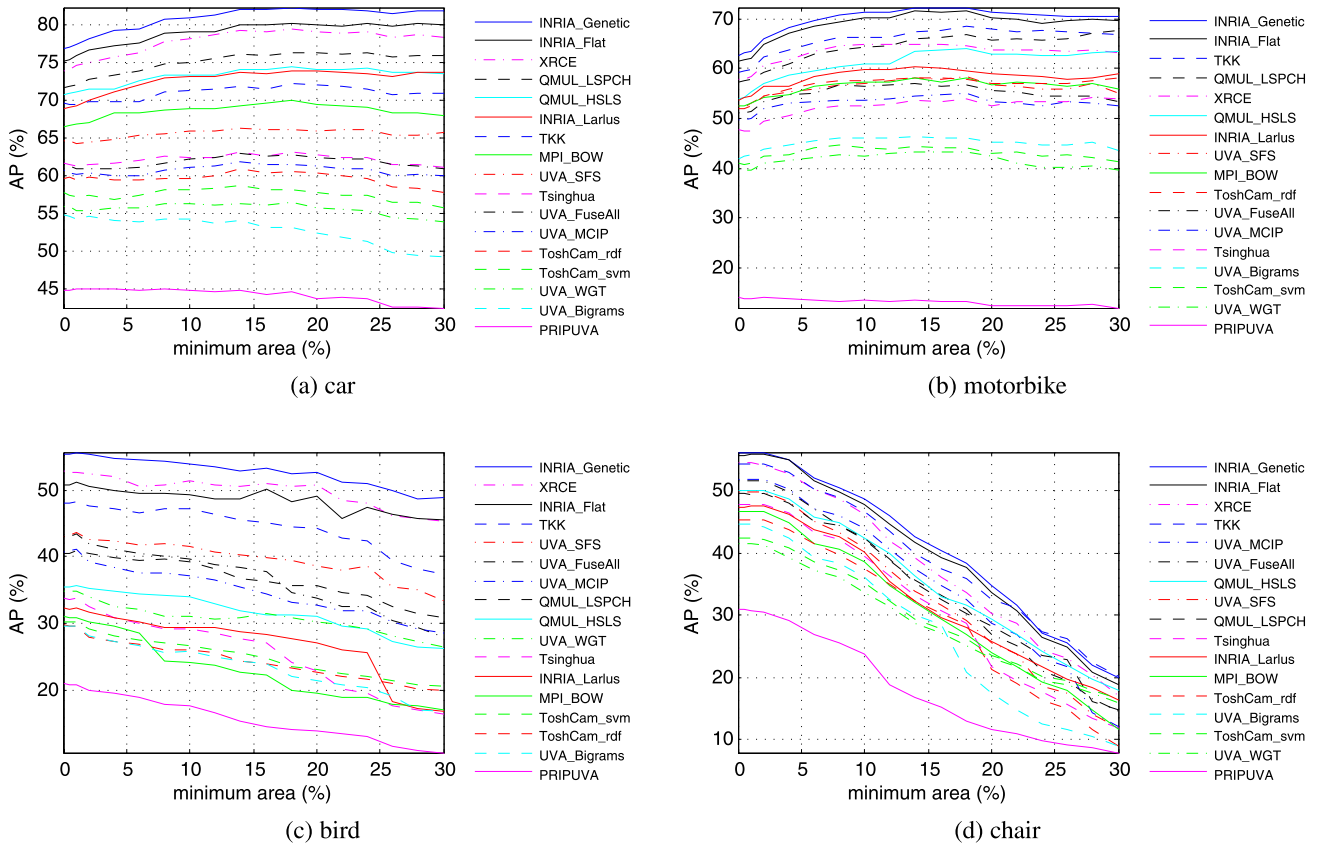 80
75
70
65
60
55
50
45
AP (%)
0 5 10 15 20 25 30
minimum area (%)
INRIA_Genetic
INRIA_Flat
XRCE
QMUL_LSPCH
QMUL_HSLS
INRIA_Larlus
TKK
MPI_BOW
UVA_SFS
Tsinghua
UVA_FuseAll
UVA_MCIP
ToshCam_rdf
ToshCam_svm
UVA_WGT
UVA_Bigrams
PRIPUVA
(a) car
70
60
50
40
30
20
AP (%)
0 5 10 15 20 25 30
minimum area (%)
INRIA_Genetic
INRIA_Flat
TKK
QMUL_LSPCH
XRCE
QMUL_HSLS
INRIA_Larlus
UVA_SFS
MPI_BOW
ToshCam_rdf
UVA_FuseAll
UVA_MCIP
Tsinghua
UVA_Bigrams
ToshCam_svm
UVA_WGT
PRIPUVA
(b) motorbike
50
40
30
20
AP (%)
0 5 10 15 20 25 30
minimum area (%)
INRIA_Genetic
XRCE
INRIA_Flat
TKK
UVA_SFS
UVA_FuseAll
UVA_MCIP
QMUL_LSPCH
QMUL_HSLS
UVA_WGT
Tsinghua
INRIA_Larlus
MPI_BOW
ToshCam_svm
ToshCam_rdf
UVA_Bigrams
PRIPUVA
(c) bird
50
40
30
20
10
AP (%)
0 5 10 15 20 25 30
minimum area (%)
INRIA_Genetic
INRIA_Flat
XRCE
TKK
UVA_MCIP
UVA_FuseAll
QMUL_HSLS
UVA_SFS
QMUL_LSPCH
Tsinghua
INRIA_Larlus
MPI_BOW
ToshCam_rdf
UVA_Bigrams
ToshCam_svm
UVA_WGT
PRIPUVA
(d) chair